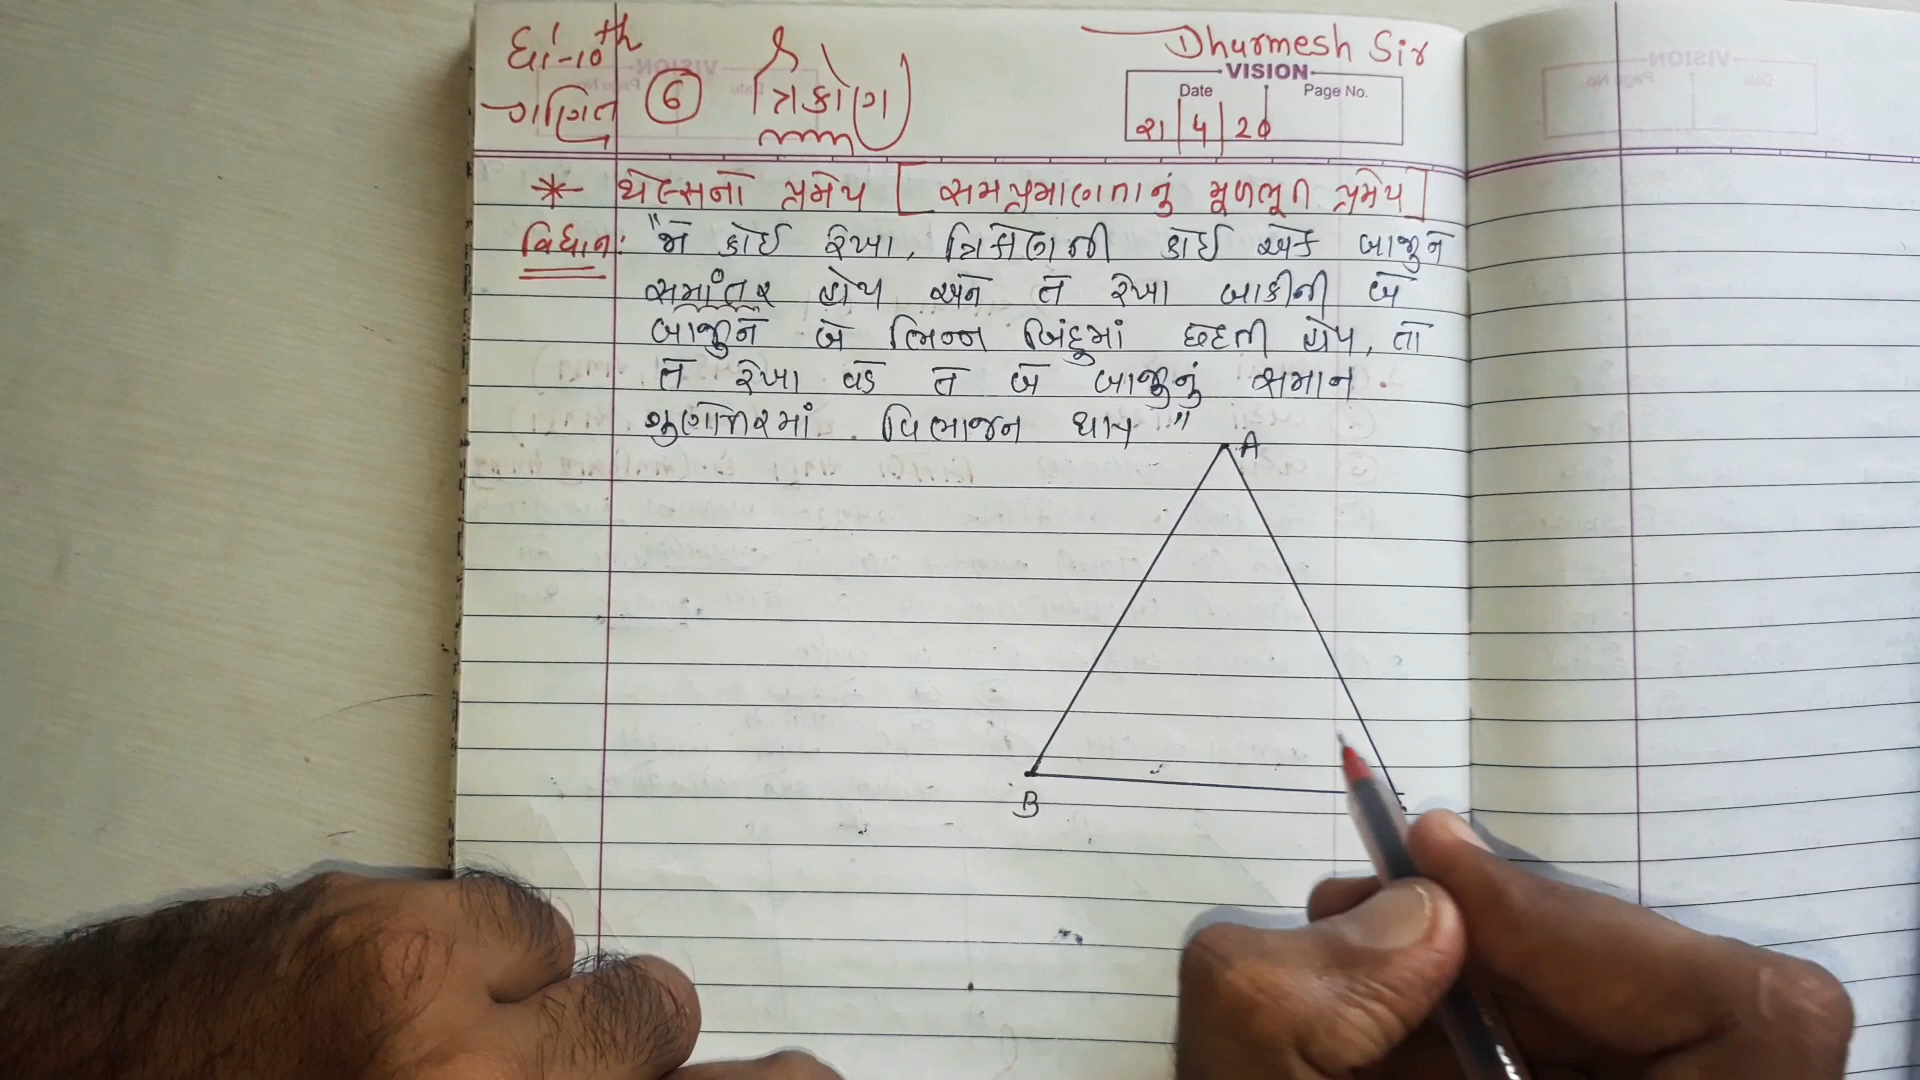 ધો-10th
ગણિત
6
ત્રિકોણ
Dhurmesh Sir
VISION
Date Page No.
21 | 4 | 20
* થેલ્સનો પ્રમેય [ સમપ્રમાણતાનું મૂળભૂત પ્રમેય ]
વિધાન: "જો કોઈ રેખા, ત્રિકોણની કોઈ એક બાજુને
સમાંતર હોય અને તે રેખા બાકીની બે
બાજુને બે ભિન્ન બિંદુમાં છેદતી હોય, તો
તે રેખા વડે તે બે બાજુનું સમાન
ગુણોત્તરમાં વિભાજન થાય"
A
B